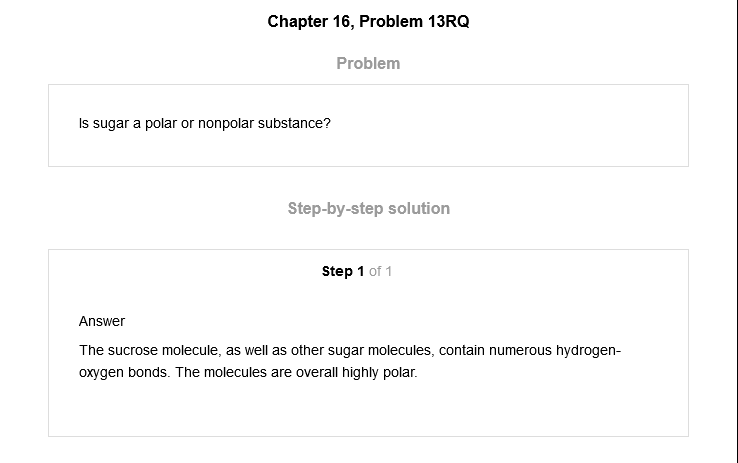 Chapter 16, Problem 13RQ
Problem
Is sugar a polar or nonpolar substance?
Step-by-step solution
Step 1 of 1
Answer
The sucrose molecule, as well as other sugar molecules, contain numerous hydrogen-
oxygen bonds. The molecules are overall highly polar.